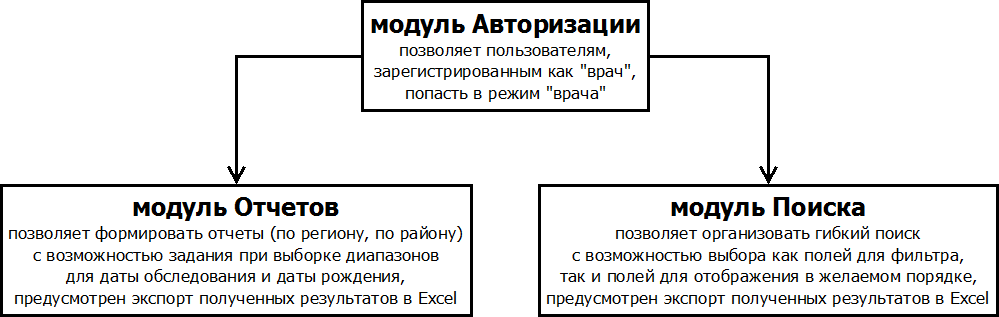 модуль Авторизации
позволяет пользователям,
зарегистрированным как "врач",
попасть в режим "врача"
модуль Отчетов
позволяет формировать отчеты (по региону, по району)
с возможностью задания при выборке диапазонов
для даты обследования и даты рождения,
предусмотрен экспорт полученных результатов в Excel
модуль Поиска
позволяет организовать гибкий поиск
с возможностью выбора как полей для фильтра,
так и полей для отображения в желаемом порядке,
предусмотрен экспорт полученных результатов в Excel